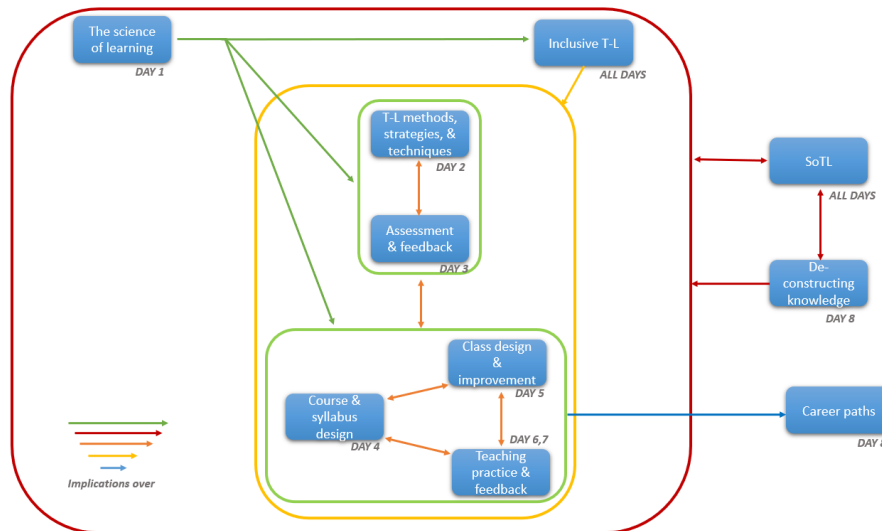 The science
of learning
DAY 1
Inclusive T-L
ALL DAYS
T-L methods,
strategies, &
techniques
DAY 2
Assessment
& feedback
DAY 3
SoTL
ALL DAYS
De-
constructing
knowledge
DAY 8
Class design
&
improvement
DAY 5
Course &
syllabus
design
DAY 4
DAY 6,7
Teaching
practice &
feedback
Career paths
DAY
Implications over